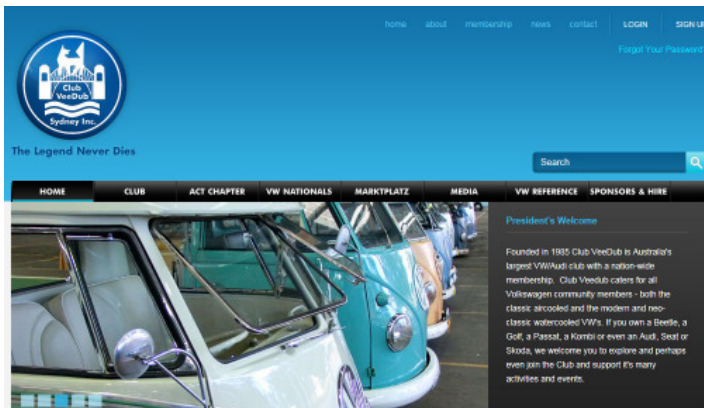 home about membership news contact LOGIN SIGN U
Forgot Your Password
Club
VeeDub
Sydney Inc.
The Legend Never Dies
Search
HOME CLUB ACT CHAPTER VW NATIONALS MARKTPLATZ MEDIA VW REFERENCE SPONSORS & HIRE
President's Welcome
Founded in 1985 Club VeeDub is Australia's
largest VW/Audi club with a nation-wide
membership. Club Veedub caters for all
Volkswagen community members - both the
classic aircooled and the modern and neo-
classic watercooled VW's. If you own a Beetle, a
Golf, a Passat, a Kombi or even an Audi, Seat or
Skoda, we welcome you to explore and perhaps
even join the Club and support it's many
activities and events.